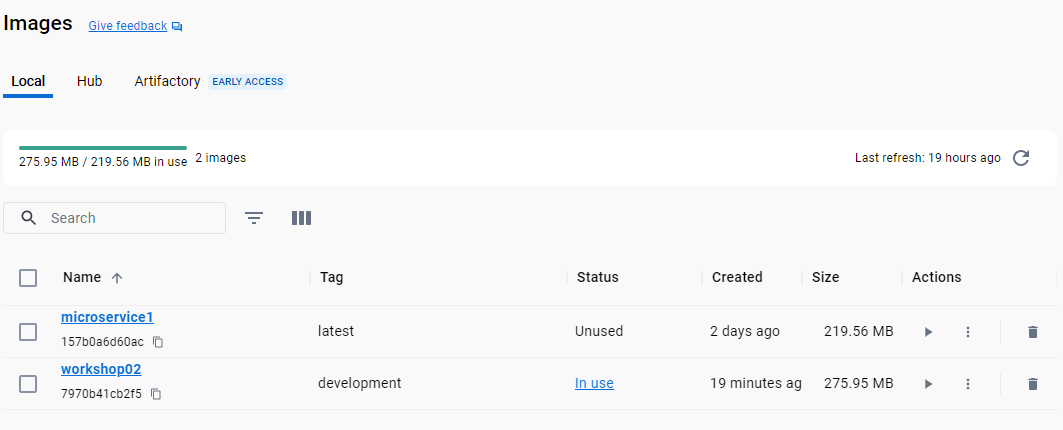 Images Give feedback
Local Hub Artifactory EARLY ACCESS
275.95 MB / 219.56 MB in use 2 images Last refresh: 19 hours ago
Search
Name Tag Status Created Size Actions
microservice1
157b0a6d60ac latest Unused 2 days ago 219.56 MB
workshop02
7970b41cb2f5 development In use 19 minutes ag 275.95 MB